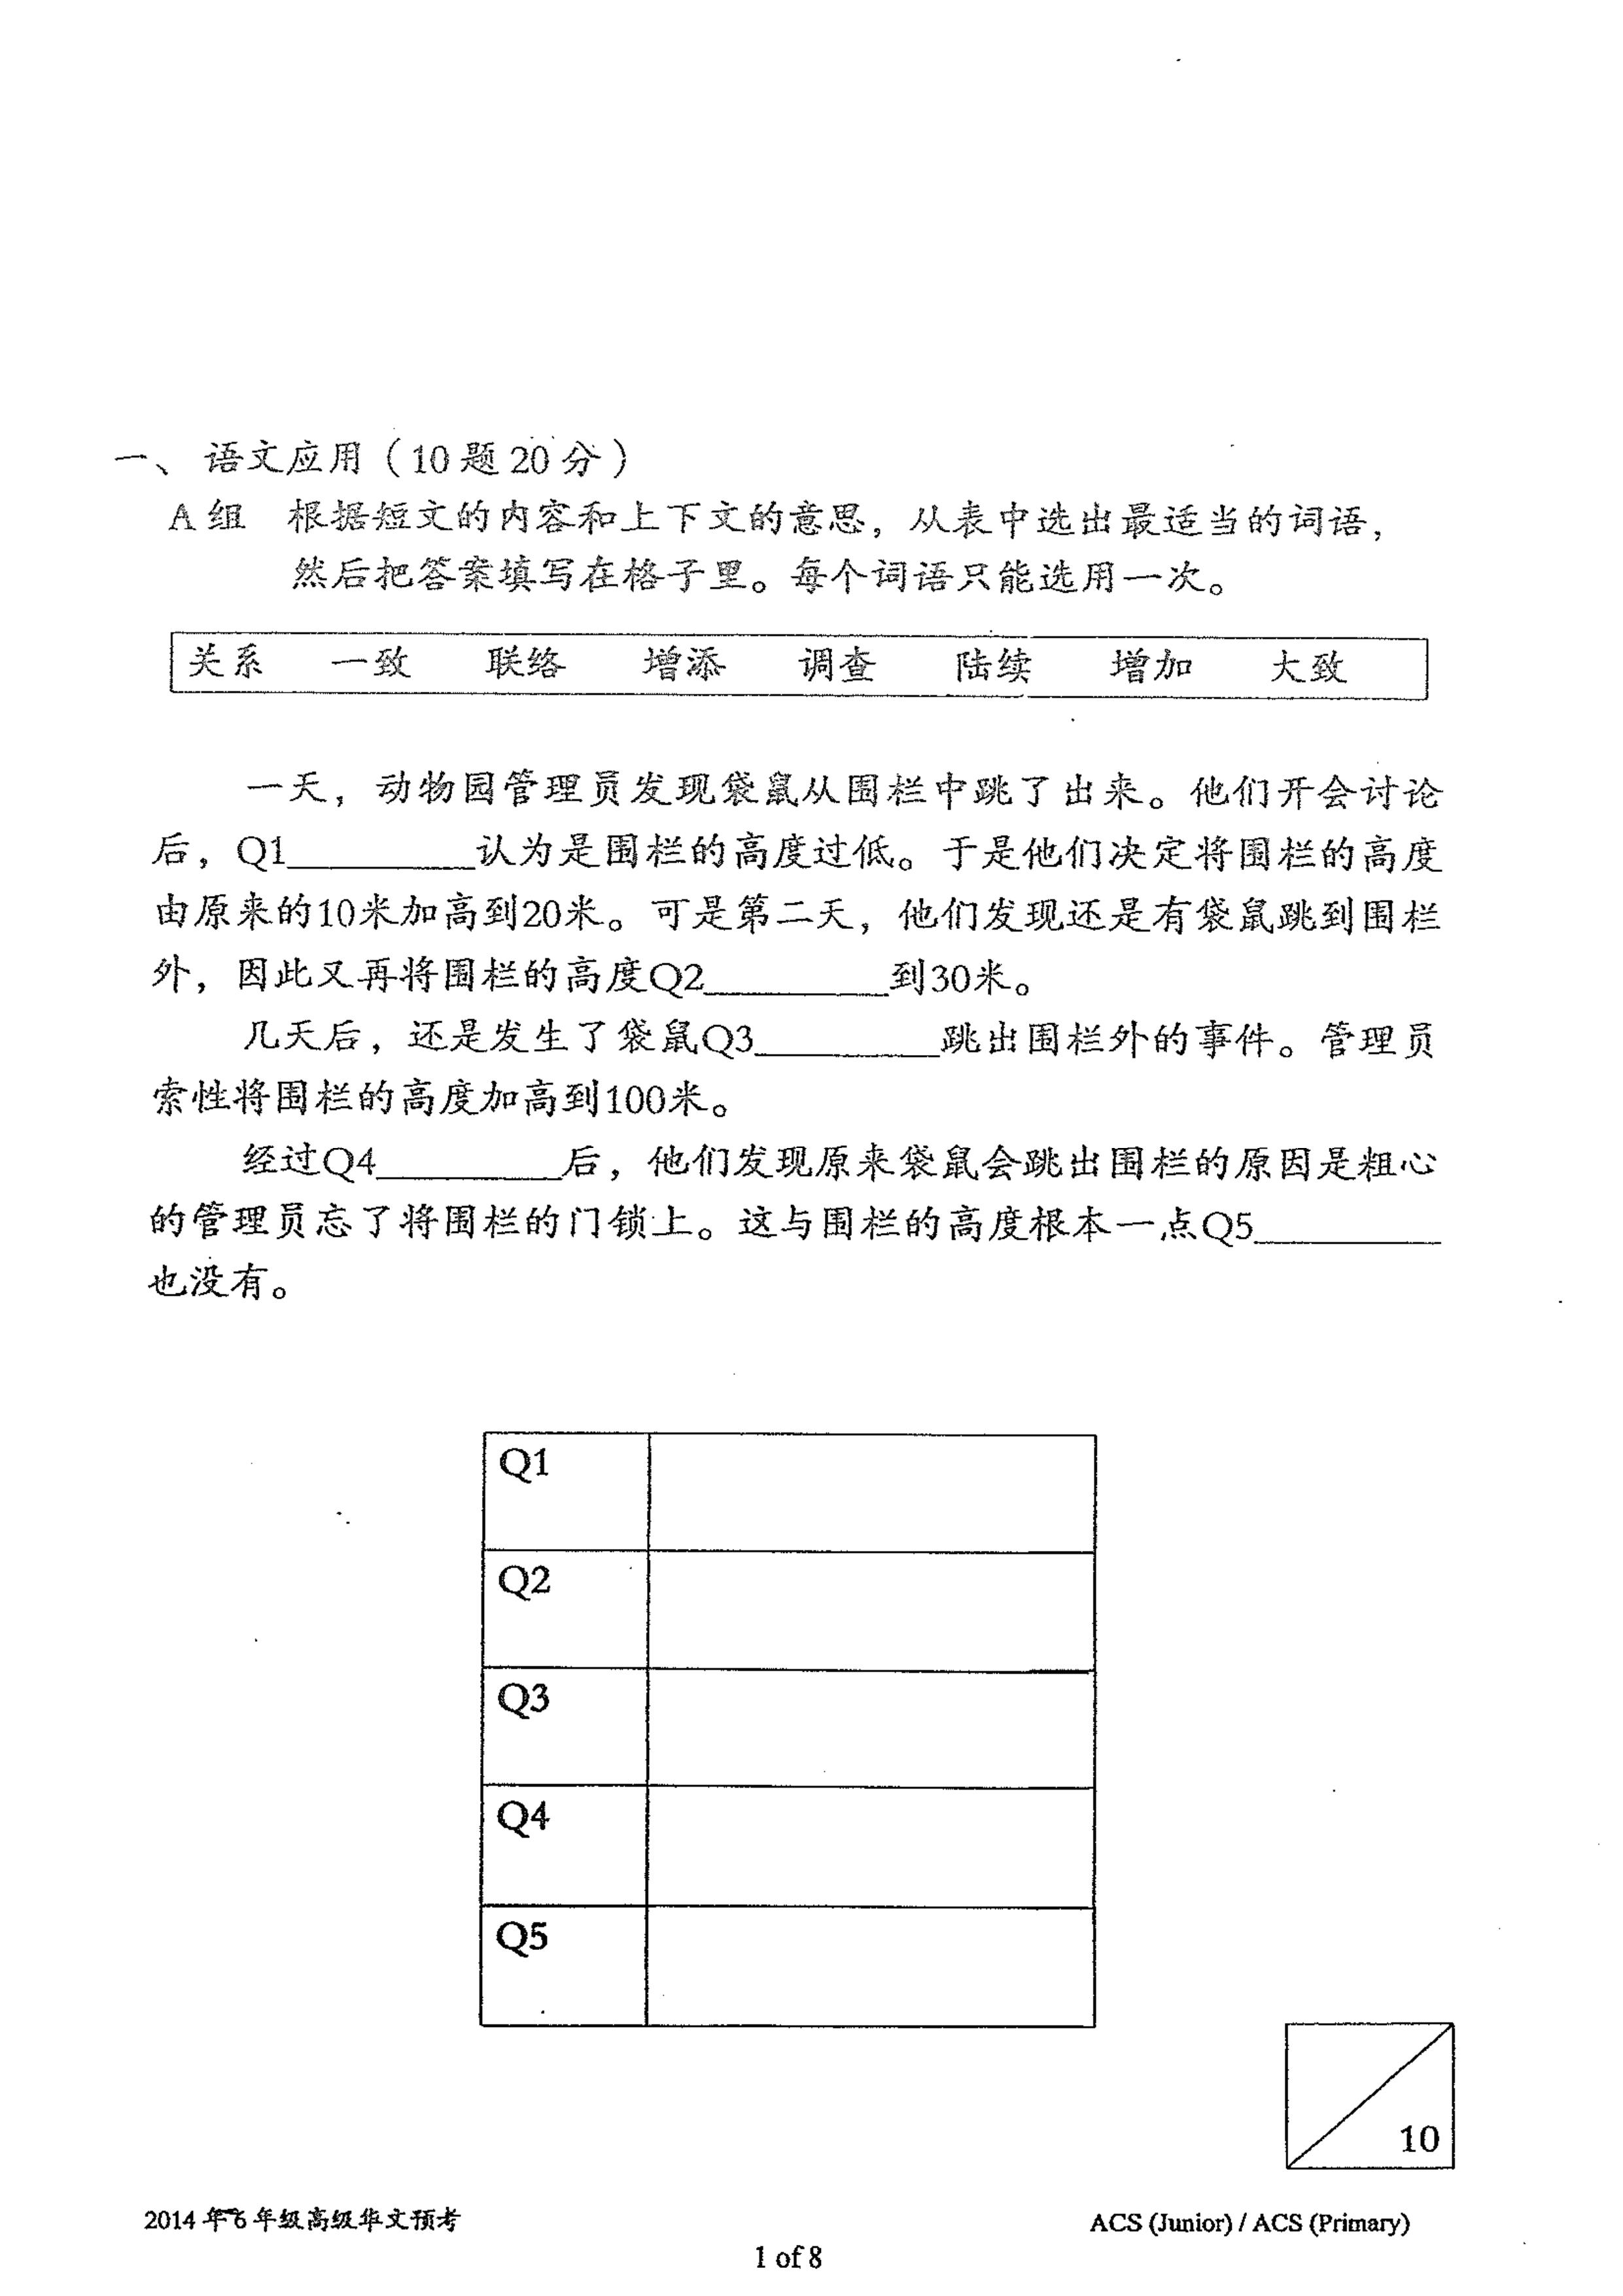 一、 语文应用（10题20分）
A组 根据短文的内容和上下文的意思，从表中选出最适当的词语，
然后把答案填写在格子里。每个词语只能选用一次。
关系 一致 联络 增添 调查 陆续 增加 大致
一天，动物园管理员发现袋鼠从围栏中跳了出来。他们开会讨论
后，Q1_________认为是围栏的高度过低。于是他们决定将围栏的高度
由原来的10米加高到20米。可是第二天，他们发现还是有袋鼠跳到围栏
外，因此又再将围栏的高度Q2_________到30米。
几天后，还是发生了袋鼠Q3_________跳出围栏外的事件。管理员
索性将围栏的高度加高到100米。
经过Q4_________后，他们发现原来袋鼠会跳出围栏的原因是粗心
的管理员忘了将围栏的门锁上。这与围栏的高度根本一点Q5_________
也没有。
Q1
Q2
Q3
Q4
Q5
10
2014年6年级高级华文预考
ACS (Junior) / ACS (Primary)
1 of 8